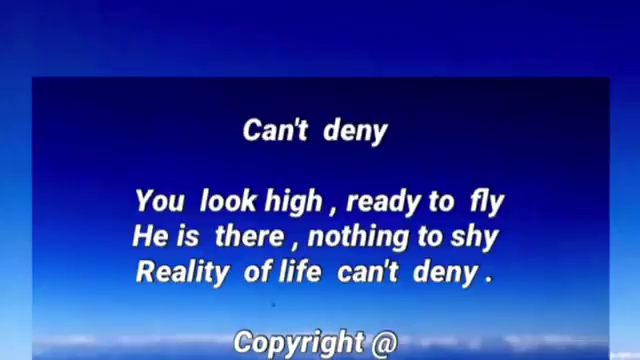 Can't deny
You look high , ready to fly
He is there , nothing to shy
Reality of life can't deny .
Copyright @